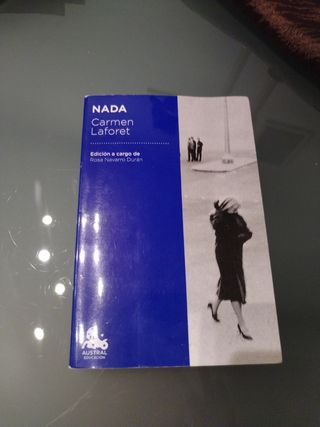 NADA
Carmen
Laforet
Edición a cargo de
Rosa Navarro Durán
AUSTRAL
EDUCACIÓN